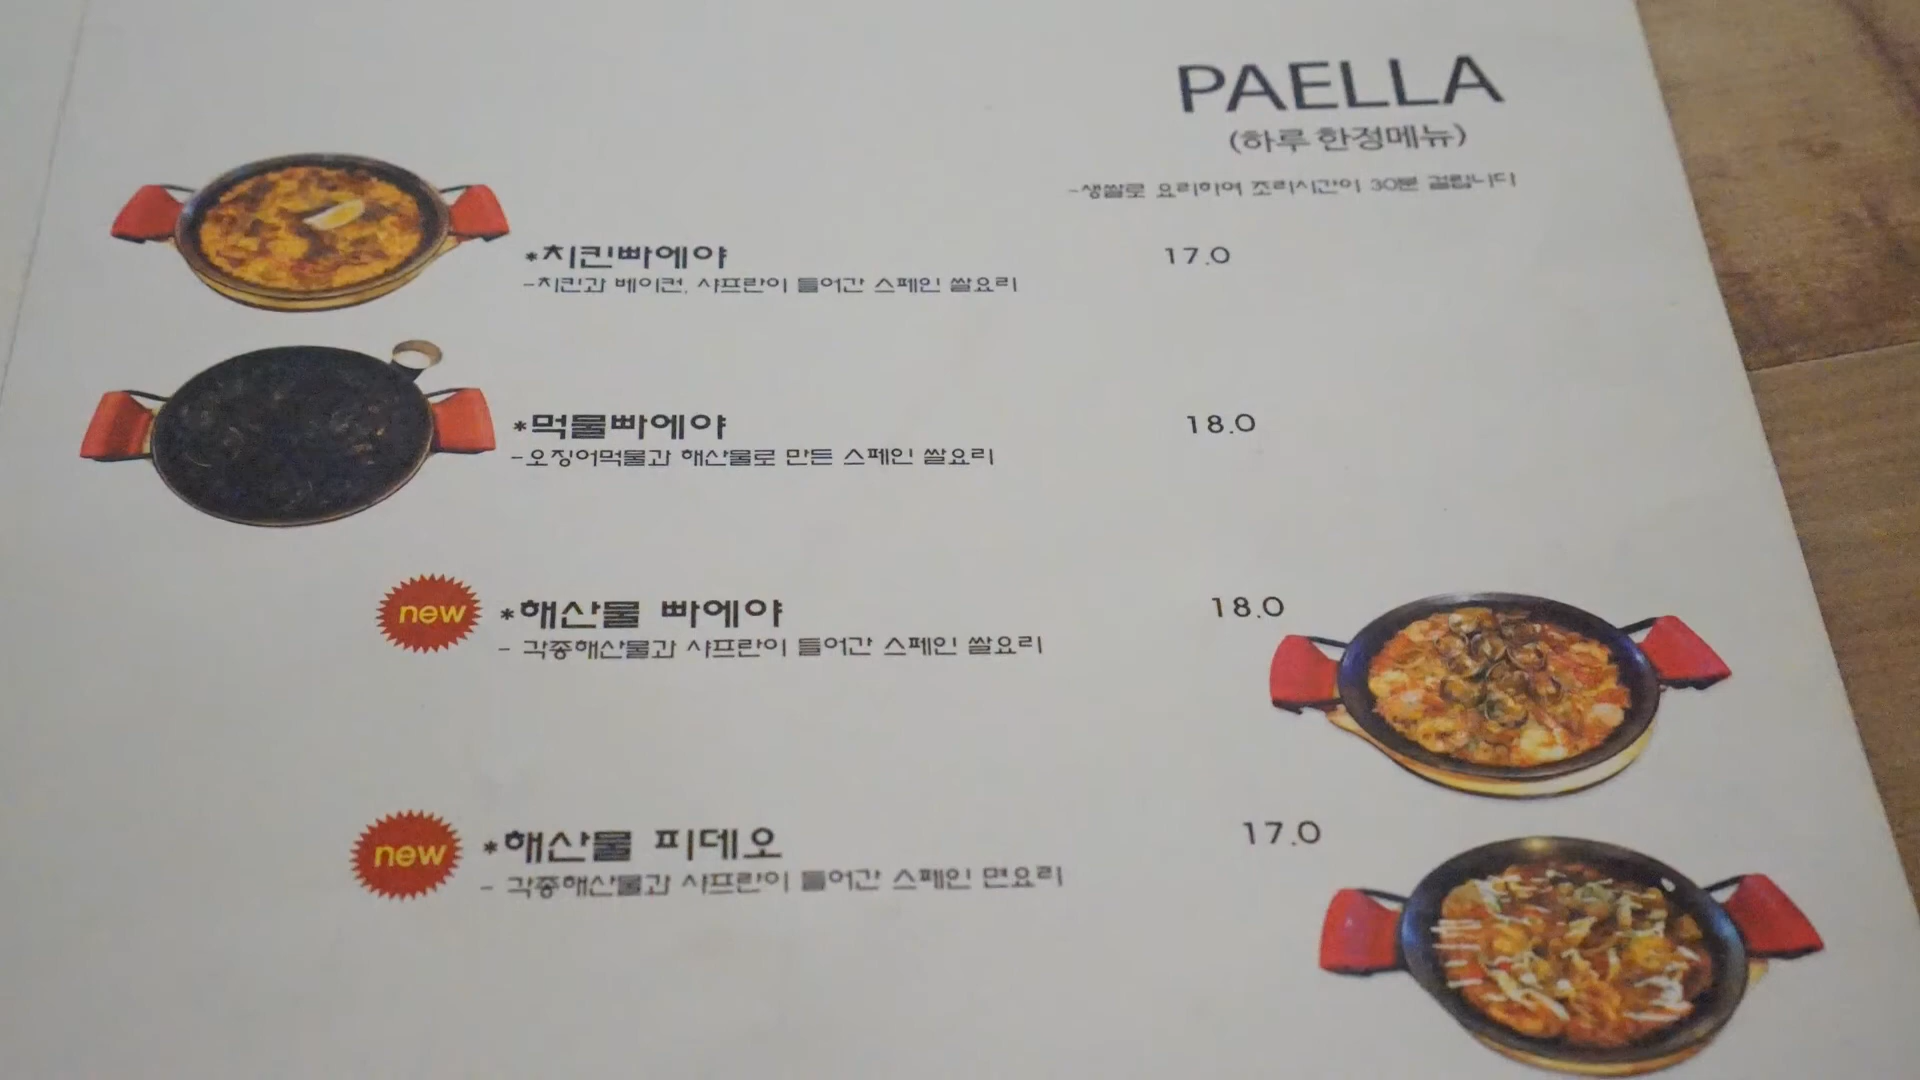 PAELLA
(하루 한정메뉴)
-생쌀로 요리하여 조리시간이 30분 걸립니다
*치킨빠에야 17.0
-치킨과 베이컨, 샤프란이 들어간 스페인 쌀요리
*먹물빠에야 18.0
-오징어먹물과 해산물로 만든 스페인 쌀요리
new *해산물 빠에야 18.0
- 각종해산물과 샤프란이 들어간 스페인 쌀요리
new *해산물 피데오 17.0
- 각종해산물과 샤프란이 들어간 스페인 면요리